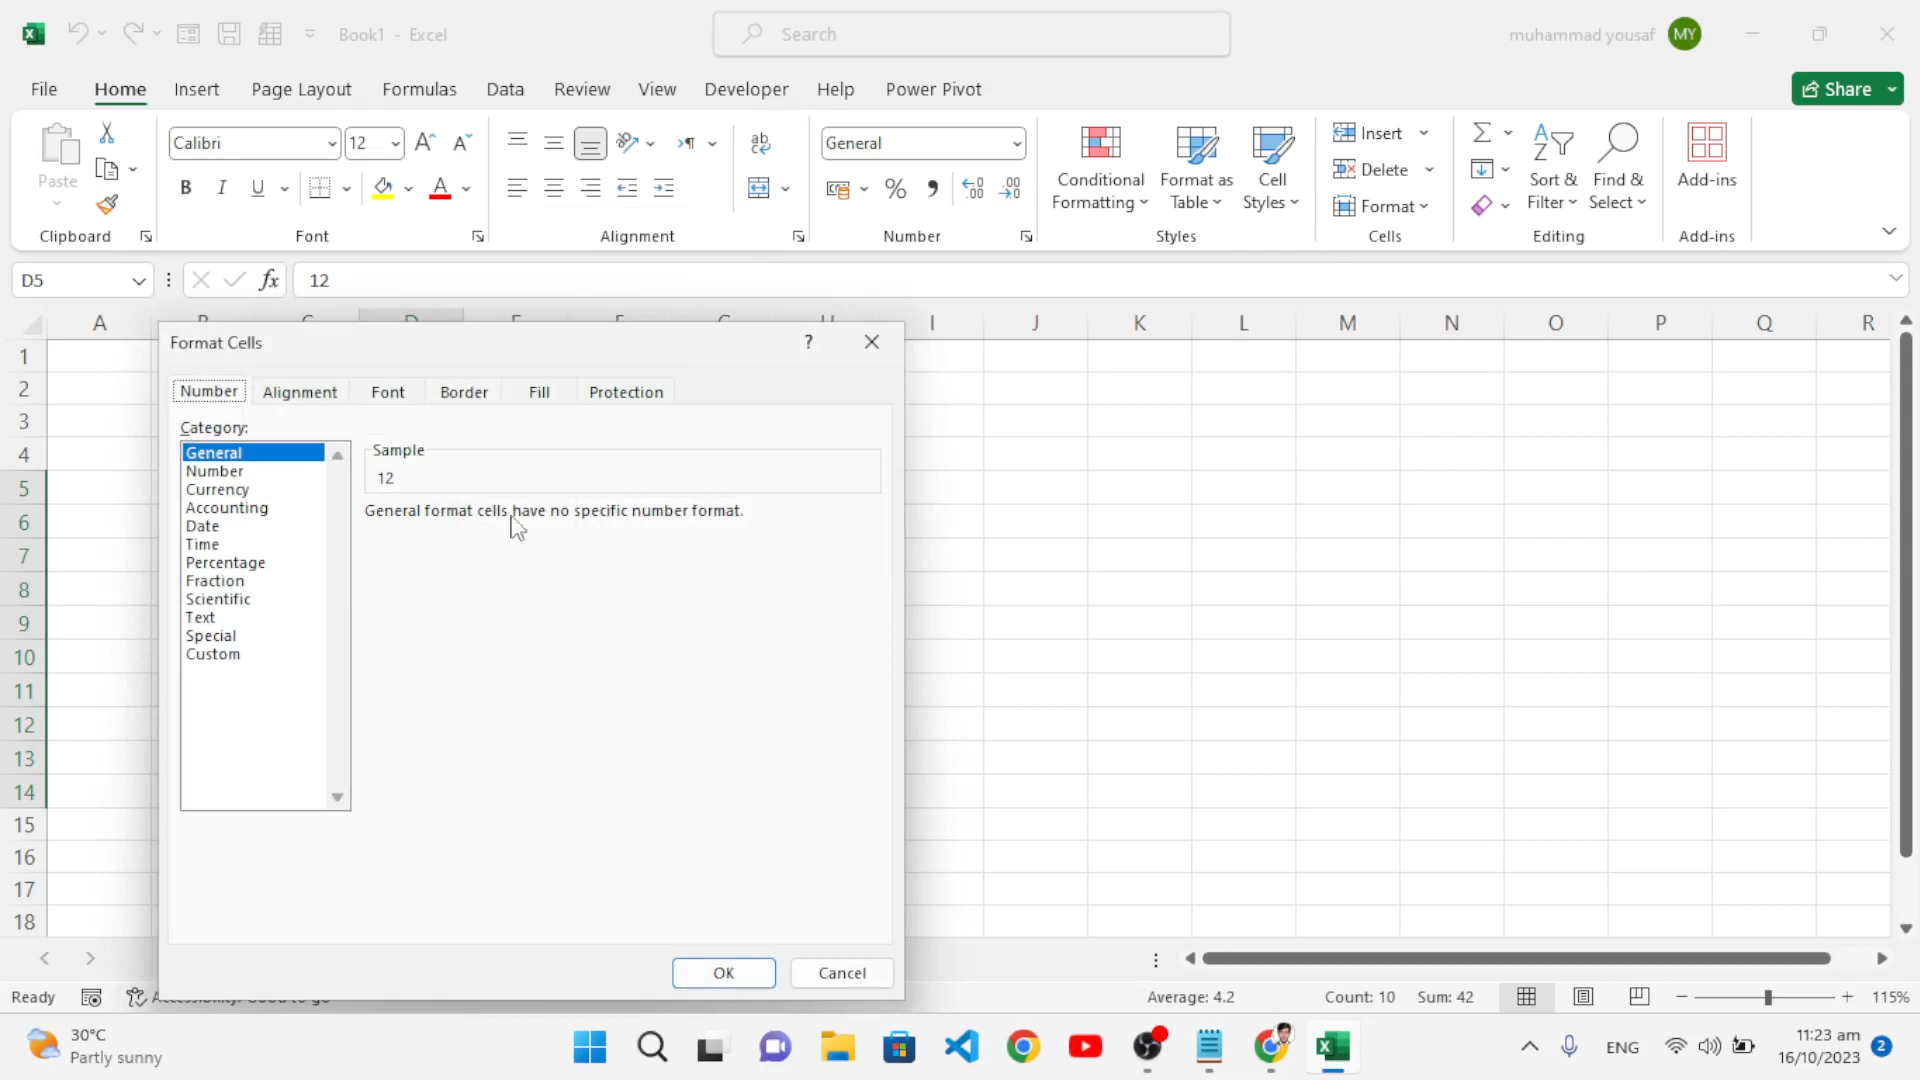 Book1 - Excel
Search
muhammad yousaf
MY
File
Home
Insert
Page Layout
Formulas
Data
Review
View
Developer
Help
Power Pivot
Share
Paste
Clipboard
Calibri
12
B I U
A
Font
Alignment
General
%
Number
Conditional
Formatting
Format as
Table
Cell
Styles
Styles
Insert
Delete
Format
Cells
Sort &
Filter
Find &
Select
Editing
Add-ins
Add-ins
D5
fx
12
A
I
J
K
L
M
N
O
P
Q
R
1
2
3
4
5
6
7
8
9
10
11
12
13
14
15
16
17
18
Format Cells
?
Number
Alignment
Font
Border
Fill
Protection
Category:
General
Number
Currency
Accounting
Date
Time
Percentage
Fraction
Scientific
Text
Special
Custom
Sample
12
General format cells have no specific number format.
OK
Cancel
Ready
Average: 4.2
Count: 10
Sum: 42
115%
30°C
Partly sunny
ENG
11:23 am
16/10/2023
2